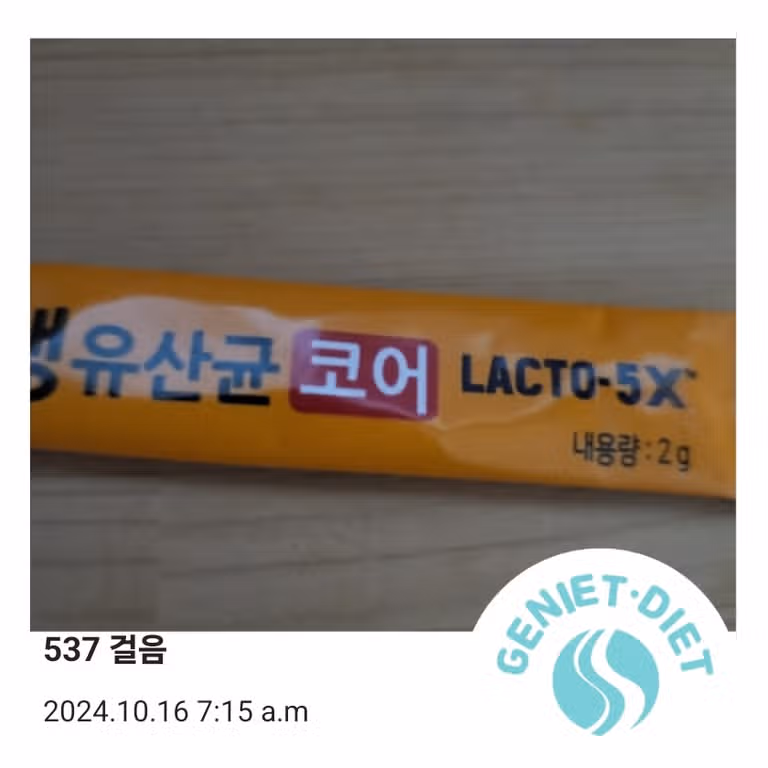 생유산균 코어 LACTO-5X™
내용량 : 2g
GENIET·DIET
537 걸음
2024.10.16 7:15 a.m